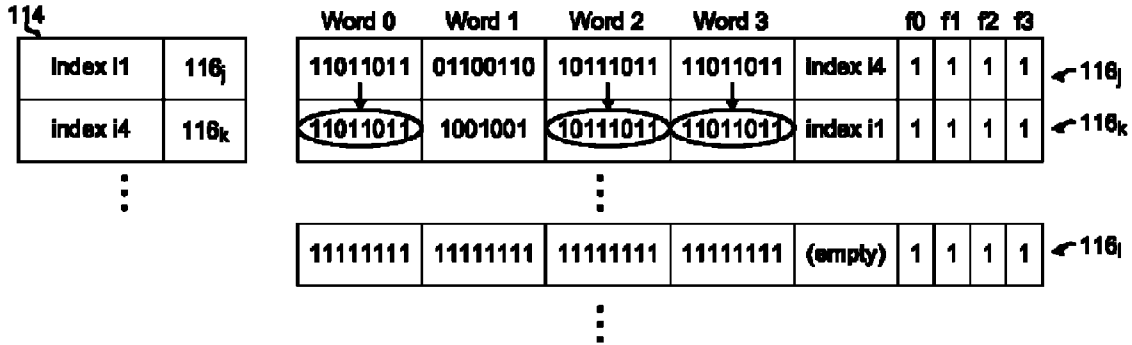 114
Word 0 Word 1 Word 2 Word 3 f0 f1 f2 f3
Index i1 116j 11011011 01100110 10111011 11011011 index i4 1 1 1 1 116j
index i4 116k 11011011 1001001 10111011 11011011 index i1 1 1 1 1 116k
11111111 11111111 11111111 11111111 (empty) 1 1 1 1 116l